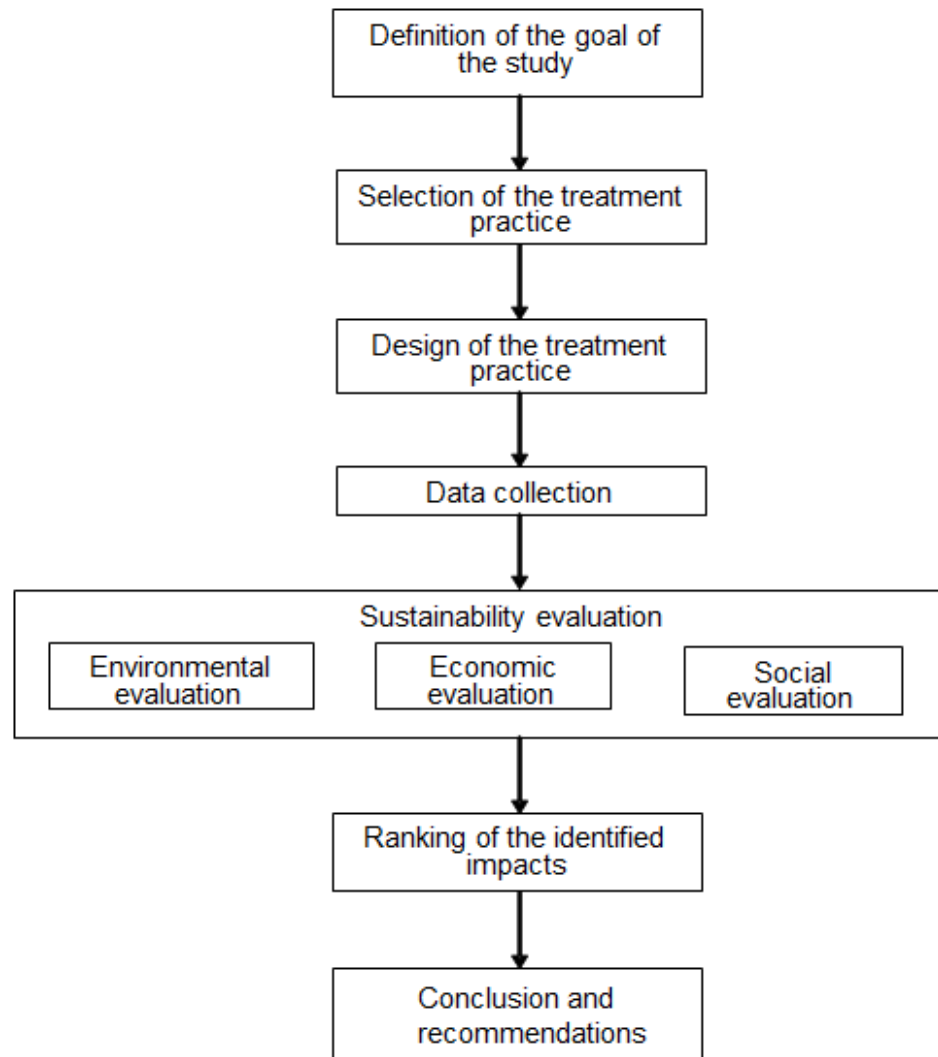 Definition of the goal of
the study
Selection of the treatment
practice
Design of the treatment
practice
Data collection
Sustainability evaluation
Environmental
evaluation
Economic
evaluation
Social
evaluation
Ranking of the identified
impacts
Conclusion and
recommendations